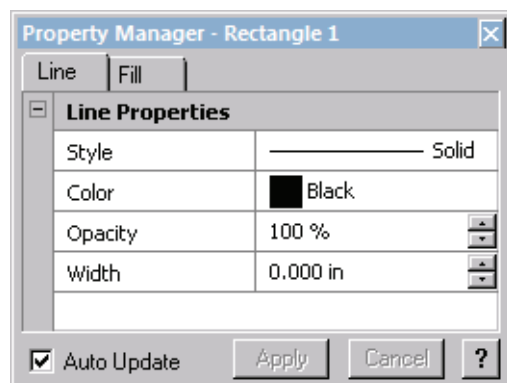 Property Manager - Rectangle 1
Line Fill
Line Properties
Style Solid
Color Black
Opacity 100 %
Width 0.000 in
Auto Update Apply Cancel ?